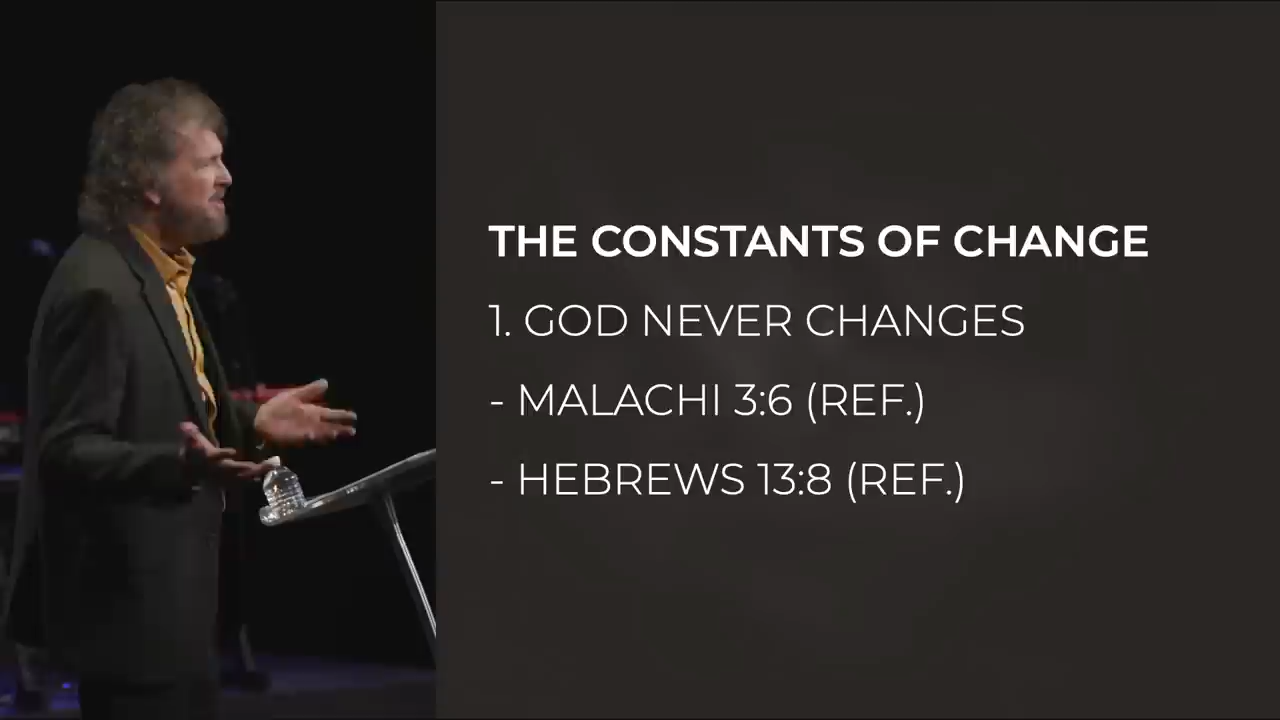 THE CONSTANTS OF CHANGE
1. GOD NEVER CHANGES
- MALACHI 3:6 (REF.)
- HEBREWS 13:8 (REF.)